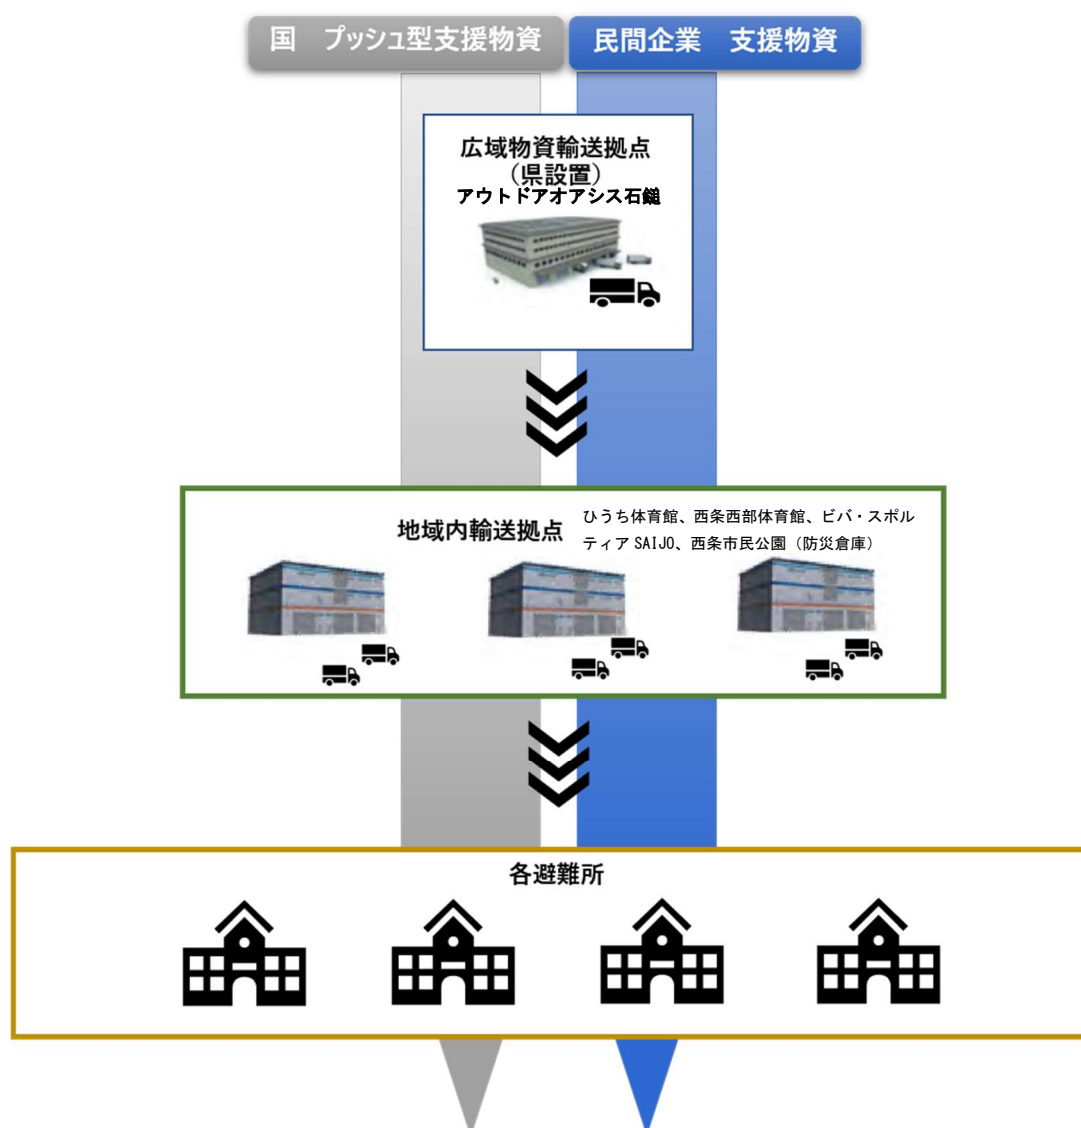 国　プッシュ型支援物資
民間企業　支援物資
広域物資輸送拠点
（県設置）
アウトドアオアシス石鎚
地域内輸送拠点
ひうち体育館、西条西部体育館、ビバ・スポル
ティア SAIJO、西条市民公園（防災倉庫）
各避難所